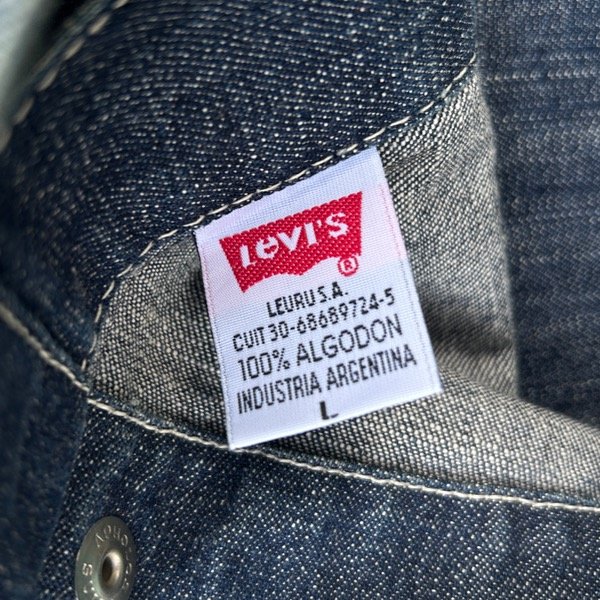 Levi's ®
LEURU S.A.
CUIT 30-68689724-5
100% ALGODON
INDUSTRIA ARGENTINA
L